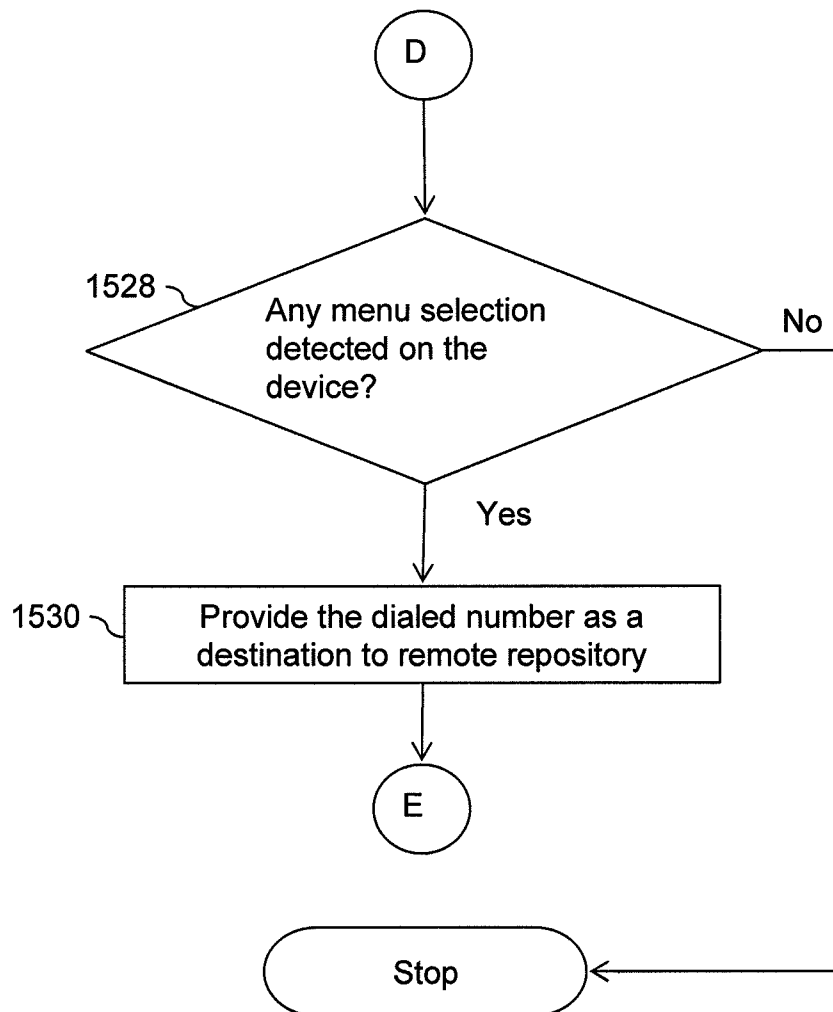 D
1528
Any menu selection
detected on the
device?
No
Yes
1530
Provide the dialed number as a
destination to remote repository
E
Stop